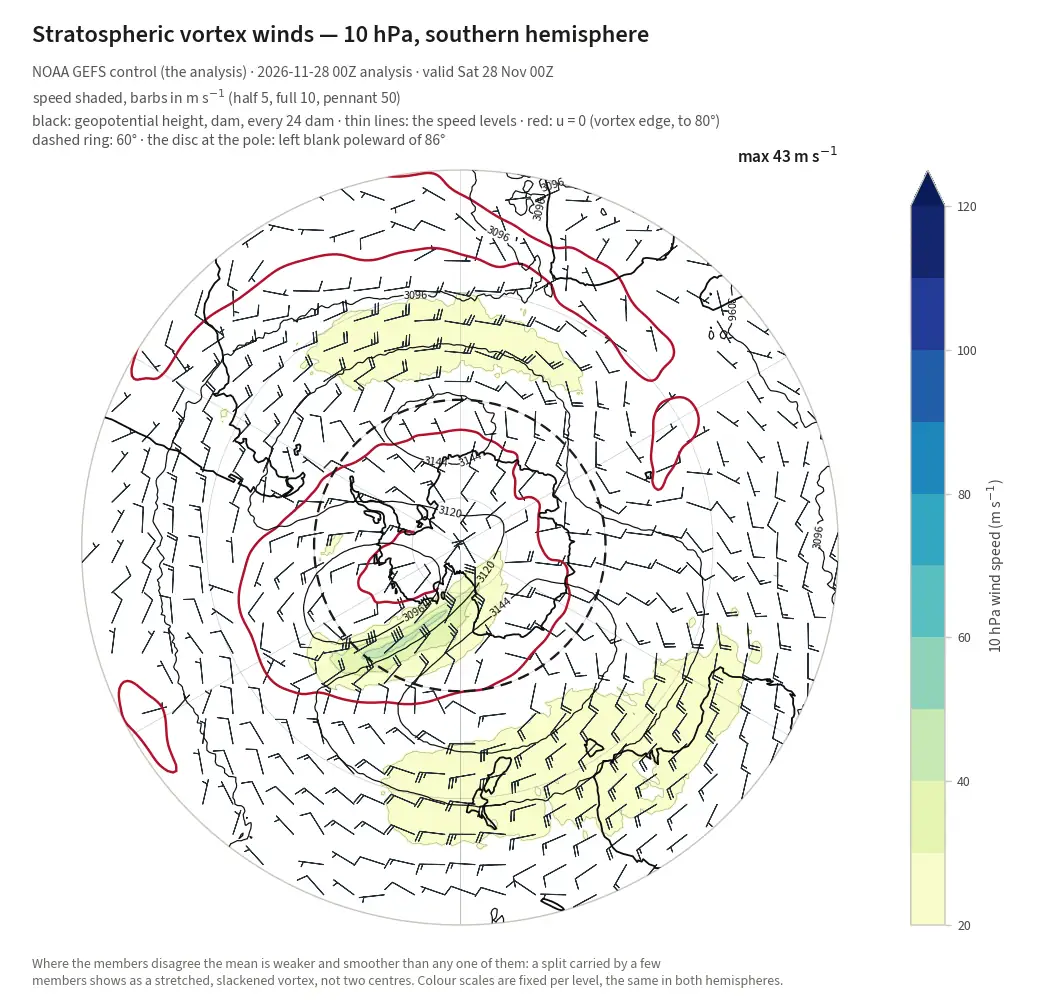 Stratospheric vortex winds — 10 hPa, southern hemisphere
NOAA GEFS control (the analysis) · 2026-11-28 00Z analysis · valid Sat 28 Nov 00Z
speed shaded, barbs in m s⁻¹ (half 5, full 10, pennant 50)
black: geopotential height, dam, every 24 dam · thin lines: the speed levels · red: u = 0 (vortex edge, to 80°)
dashed ring: 60° · the disc at the pole: left blank poleward of 86°
max 43 m s⁻¹
3096
3096
3096
3096
3144
3144
3120
3120
3096
3144
3096
120
100
80
60
40
20
10 hPa wind speed (m s⁻¹)
Where the members disagree the mean is weaker and smoother than any one of them: a split carried by a few
members shows as a stretched, slackened vortex, not two centres. Colour scales are fixed per level, the same in both hemispheres.